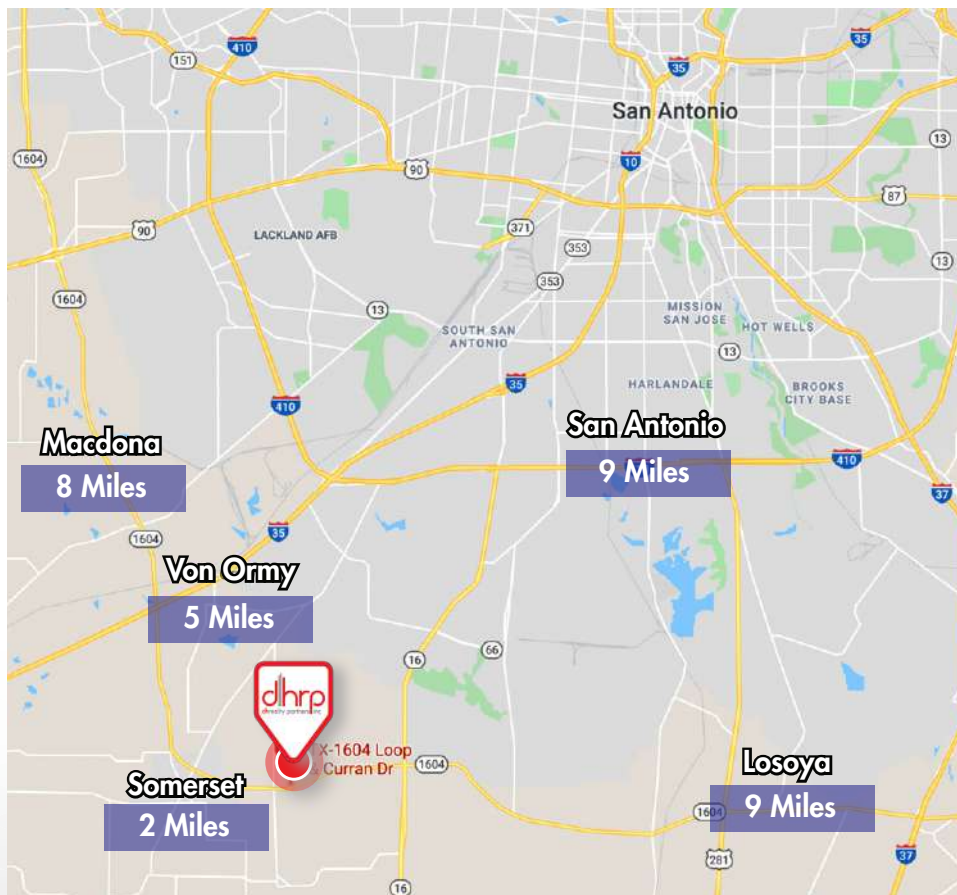 410
35
151
35
San Antonio
13
1604
10
90
87
371
90
LACKLAND AFB
353
13
353
1604
MISSION
SAN JOSE
13
HOT WELLS
SOUTH SAN
ANTONIO
13
35
HARLANDALE
BROOKS
CITY BASE
410
Macdona
8 Miles
San Antonio
9 Miles
410
37
35
1604
Von Ormy
5 Miles
66
16
dhrp
TX-1604 Loop
& Curran Dr
1604
Somerset
2 Miles
Losoya
9 Miles
1604
281
37
16